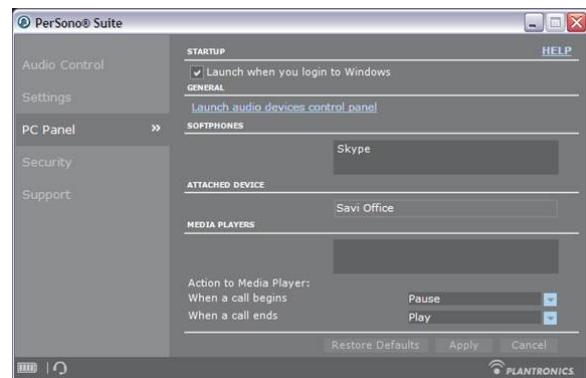 PerSono® Suite
Audio Control
Settings
PC Panel »
Security
Support
STARTUP
HELP
Launch when you login to Windows
GENERAL
Launch audio devices control panel
SOFTPHONES
Skype
ATTACHED DEVICE
Savi Office
MEDIA PLAYERS
Action to Media Player:
When a call begins Pause
When a call ends Play
Restore Defaults Apply Cancel
PLANTRONICS